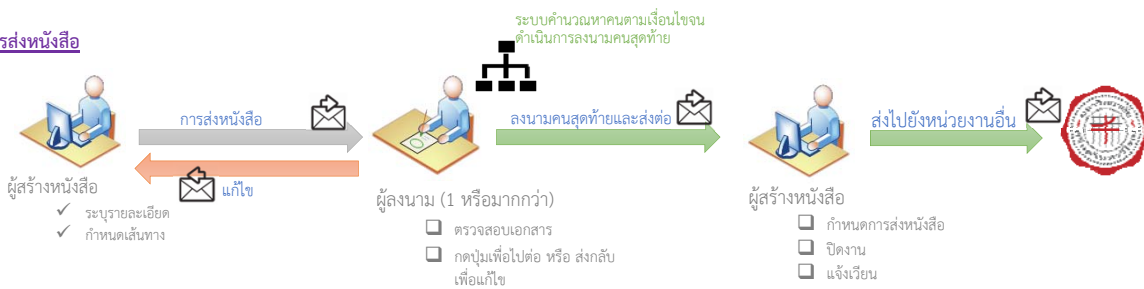 ระบบคำนวณหาคนตามเงื่อนไขจน
ดำเนินการลงนามคนสุดท้าย
รส่งหนังสือ
การส่งหนังสือ
ลงนามคนสุดท้ายและส่งต่อ
ส่งไปยังหน่วยงานอื่น
แก้ไข
ผู้สร้างหนังสือ
✓ ระบุรายละเอียด
✓ กำหนดเส้นทาง
ผู้ลงนาม (1 หรือมากกว่า)
❑ ตรวจสอบเอกสาร
❑ กดปุ่มเพื่อไปต่อ หรือ ส่งกลับ
เพื่อแก้ไข
ผู้สร้างหนังสือ
❑ กำหนดการส่งหนังสือ
❑ ปิดงาน
❑ แจ้งเวียน